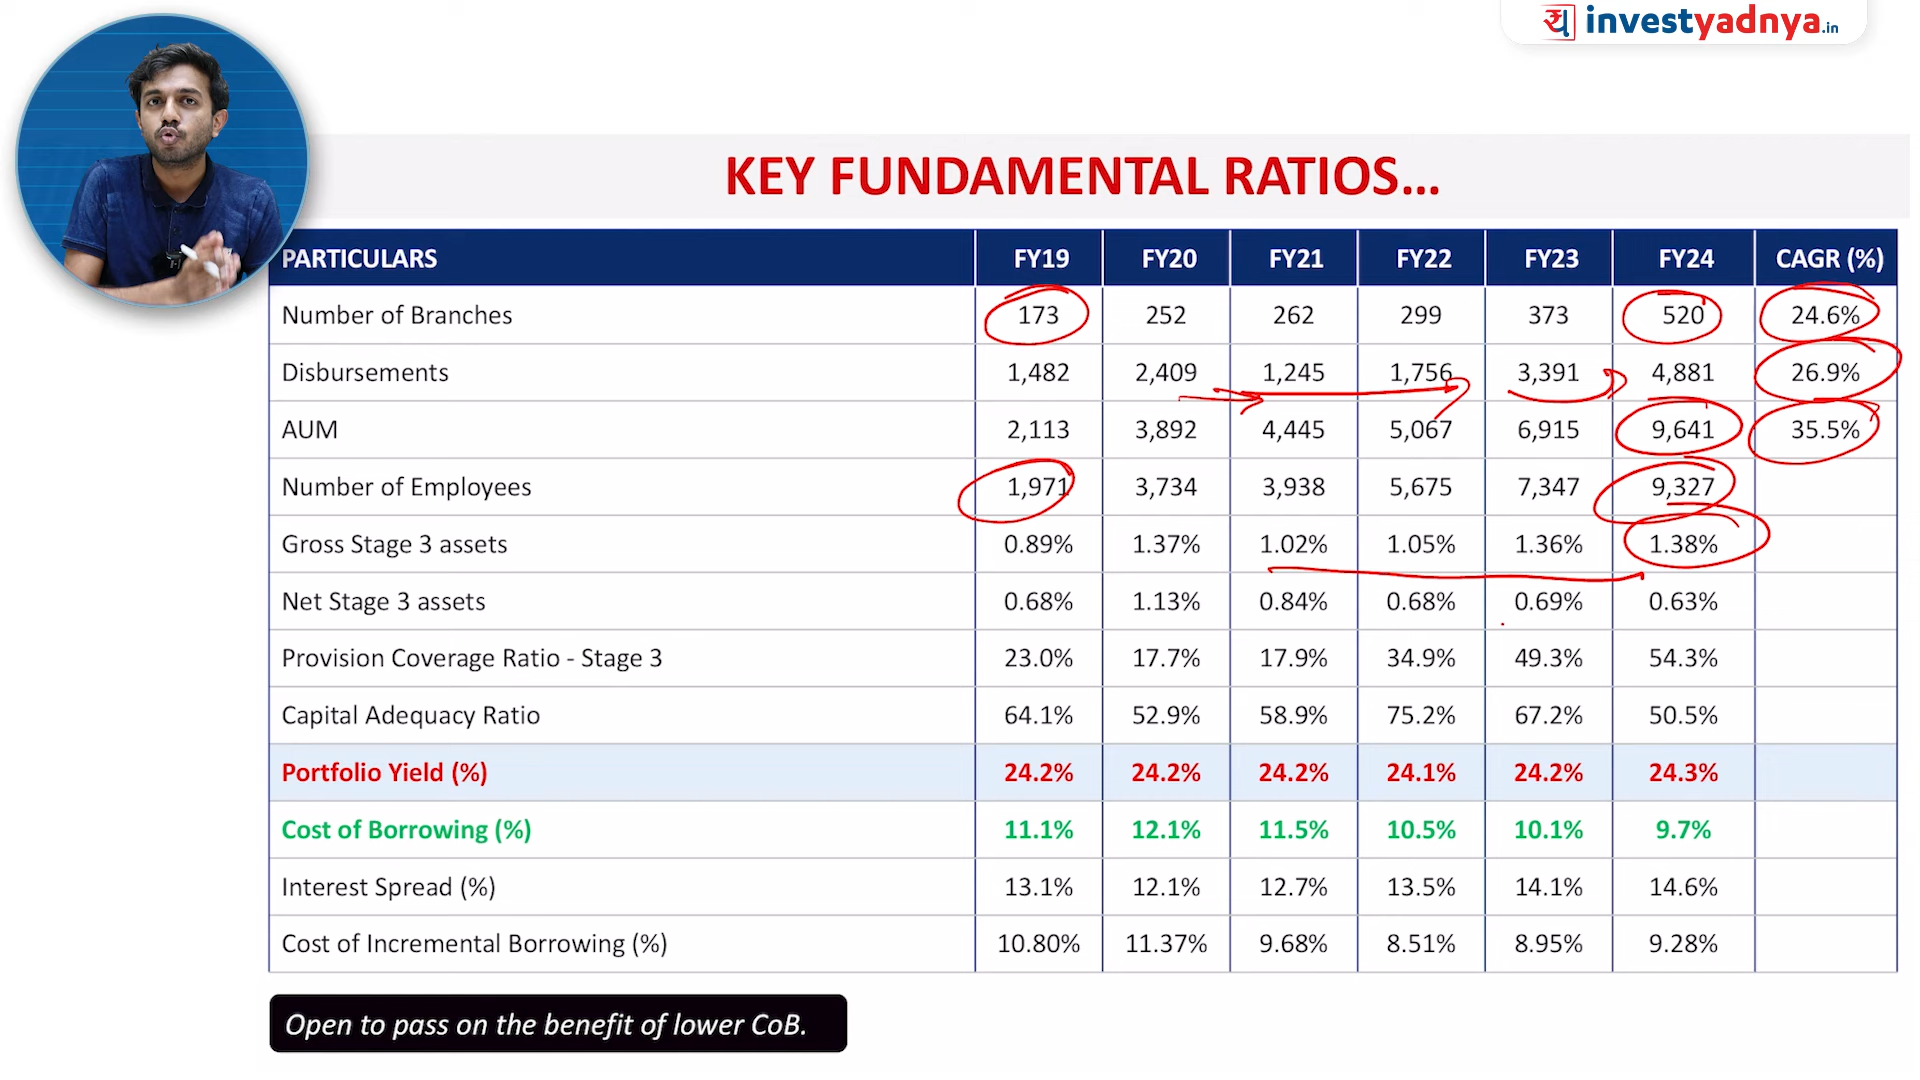 investyadnya.in
KEY FUNDAMENTAL RATIOS...
PARTICULARS FY19 FY20 FY21 FY22 FY23 FY24 CAGR (%)
Number of Branches 173 252 262 299 373 520 24.6%
Disbursements 1,482 2,409 1,245 1,756 3,391 4,881 26.9%
AUM 2,113 3,892 4,445 5,067 6,915 9,641 35.5%
Number of Employees 1,971 3,734 3,938 5,675 7,347 9,327
Gross Stage 3 assets 0.89% 1.37% 1.02% 1.05% 1.36% 1.38%
Net Stage 3 assets 0.68% 1.13% 0.84% 0.68% 0.69% 0.63%
Provision Coverage Ratio - Stage 3 23.0% 17.7% 17.9% 34.9% 49.3% 54.3%
Capital Adequacy Ratio 64.1% 52.9% 58.9% 75.2% 67.2% 50.5%
Portfolio Yield (%) 24.2% 24.2% 24.2% 24.1% 24.2% 24.3%
Cost of Borrowing (%) 11.1% 12.1% 11.5% 10.5% 10.1% 9.7%
Interest Spread (%) 13.1% 12.1% 12.7% 13.5% 14.1% 14.6%
Cost of Incremental Borrowing (%) 10.80% 11.37% 9.68% 8.51% 8.95% 9.28%
Open to pass on the benefit of lower CoB.